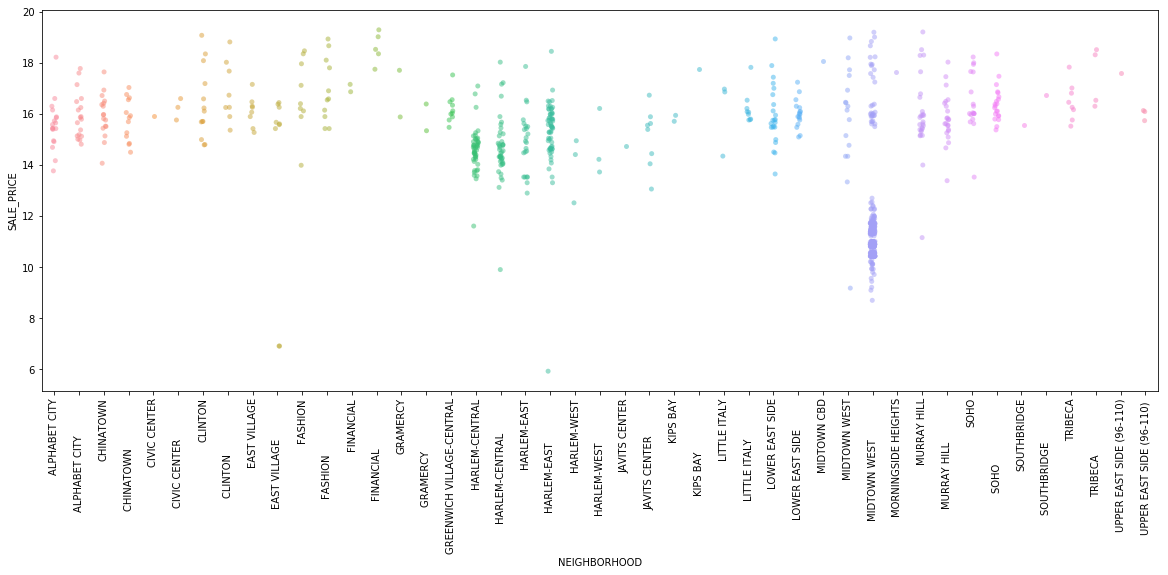 20
18
16
14
12
10
8
6
SALE_PRICE
ALPHABET CITY
ALPHABET CITY
CHINATOWN
CHINATOWN
CIVIC CENTER
CIVIC CENTER
CLINTON
CLINTON
EAST VILLAGE
EAST VILLAGE
FASHION
FASHION
FINANCIAL
FINANCIAL
GRAMERCY
GRAMERCY
GREENWICH VILLAGE-CENTRAL
HARLEM-CENTRAL
HARLEM-CENTRAL
HARLEM-EAST
HARLEM-EAST
HARLEM-WEST
HARLEM-WEST
JAVITS CENTER
JAVITS CENTER
KIPS BAY
KIPS BAY
LITTLE ITALY
LITTLE ITALY
LOWER EAST SIDE
LOWER EAST SIDE
MIDTOWN CBD
MIDTOWN WEST
MIDTOWN WEST
MORNINGSIDE HEIGHTS
MURRAY HILL
MURRAY HILL
SOHO
SOHO
SOUTHBRIDGE
SOUTHBRIDGE
TRIBECA
TRIBECA
UPPER EAST SIDE (96-110)
UPPER EAST SIDE (96-110)
NEIGHBORHOOD